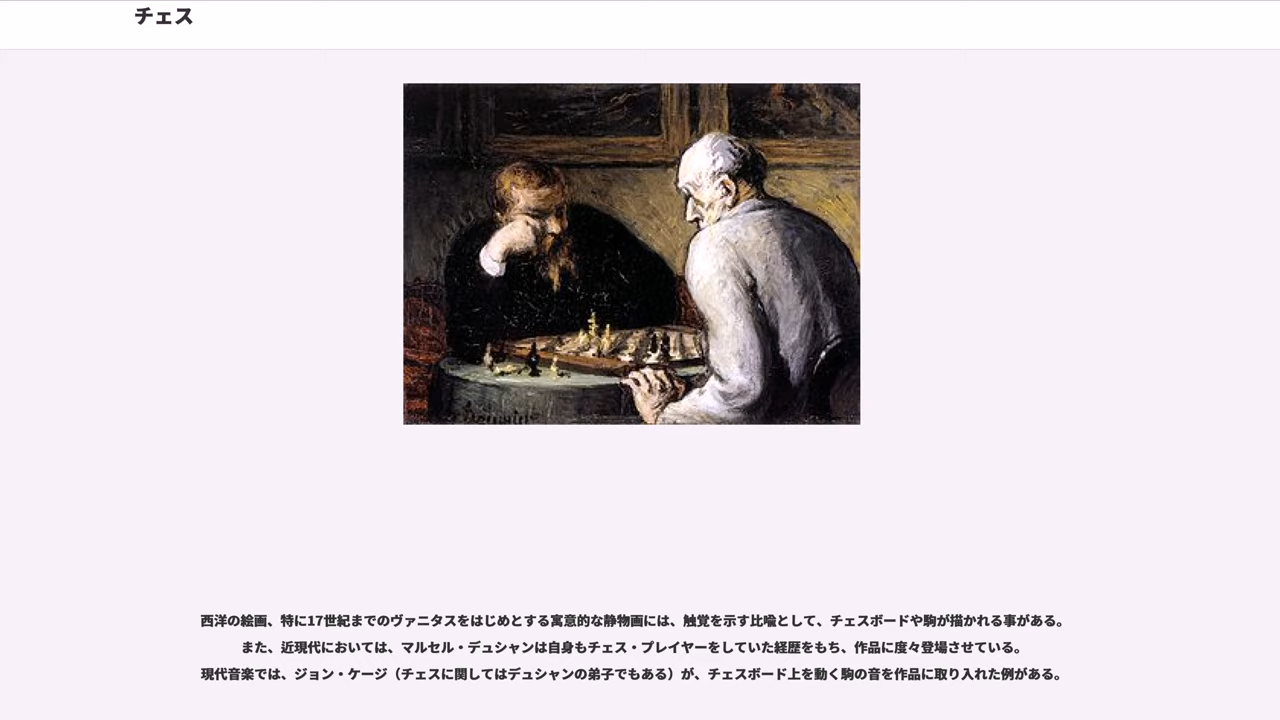 チェス
西洋の絵画、特に17世紀までのヴァニタスをはじめとする寓意的な静物画には、触覚を示す比喩として、チェスボードや駒が描かれる事がある。
また、近現代においては、マルセル・デュシャンは自身もチェス・プレイヤーをしていた経歴をもち、作品に度々登場させている。
現代音楽では、ジョン・ケージ（チェスに関してはデュシャンの弟子でもある）が、チェスボード上を動く駒の音を作品に取り入れた例がある。